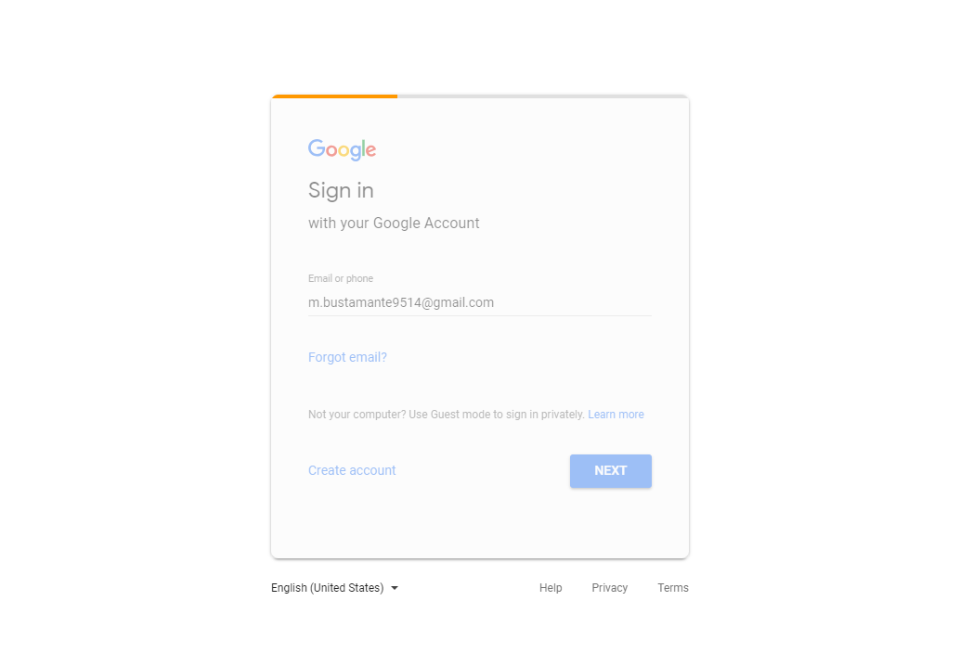 Google
Sign in
with your Google Account
Email or phone
m.bustamante9514@gmail.com
Forgot email?
Not your computer? Use Guest mode to sign in privately. Learn more
Create account
NEXT
English (United States)
Help
Privacy
Terms